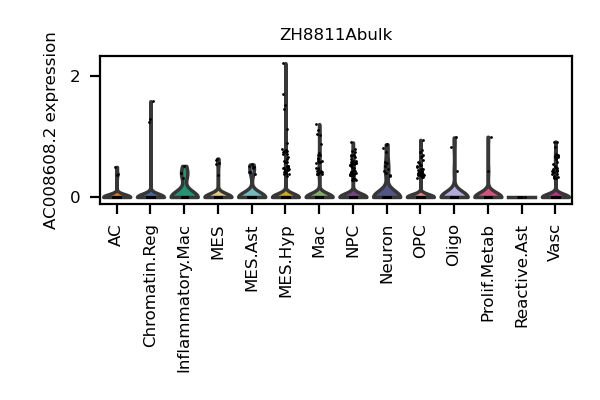 ZH8811Abulk
AC008608.2 expression
2
0
AC
Chromatin.Reg
Inflammatory.Mac
MES
MES.Ast
MES.Hyp
Mac
NPC
Neuron
OPC
Oligo
Prolif.Metab
Reactive.Ast
Vasc